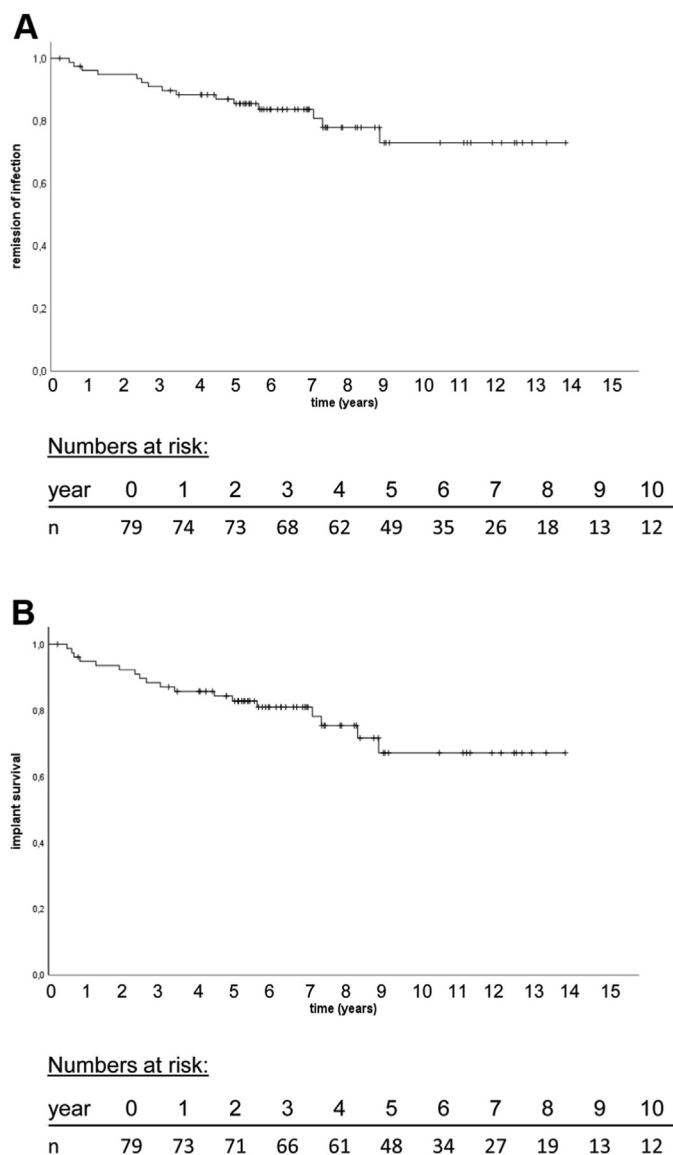 A
1,0
0,8
0,6
0,4
0,2
0,0
remission of infection
0 1 2 3 4 5 6 7 8 9 10 11 12 13 14 15
time (years)
Numbers at risk:
year 0 1 2 3 4 5 6 7 8 9 10
n 79 74 73 68 62 49 35 26 18 13 12
B
1,0
0,8
0,6
0,4
0,2
0,0
implant survival
0 1 2 3 4 5 6 7 8 9 10 11 12 13 14 15
time (years)
Numbers at risk:
year 0 1 2 3 4 5 6 7 8 9 10
n 79 73 71 66 61 48 34 27 19 13 12